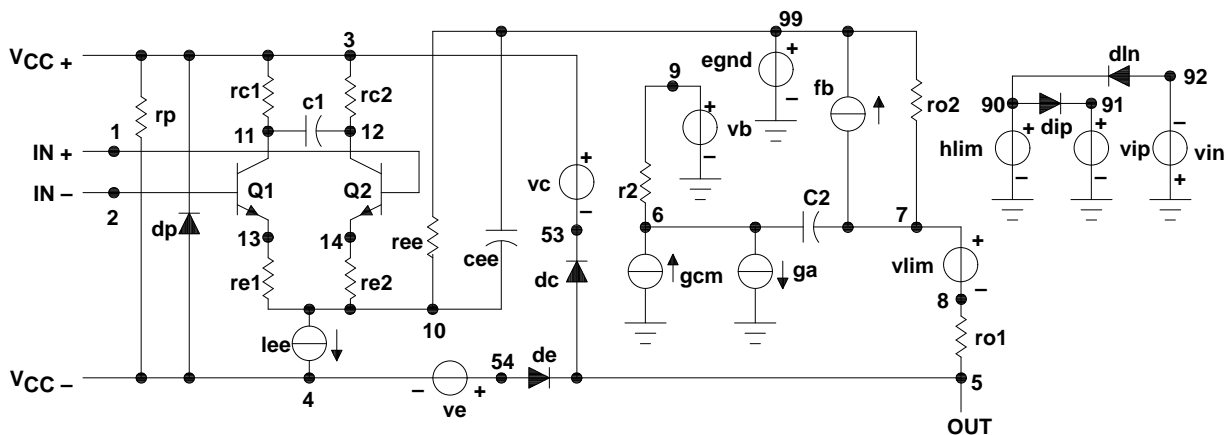 99
V CC +
3
egnd
+
dln
9
+
fb
92
rc1
rc2
ro2
90
91
rp
c1
vb
1
11
12
dip
IN +
hlim
+
+
vip
vin
IN –
Q1
Q2
vc
+
r2
C2
2
6
7
13
14
53
dp
ree
cee
gcm
ga
vlim
+
re1
re2
dc
8
10
lee
ro1
54
de
V CC –
4
–
ve
+
5
OUT